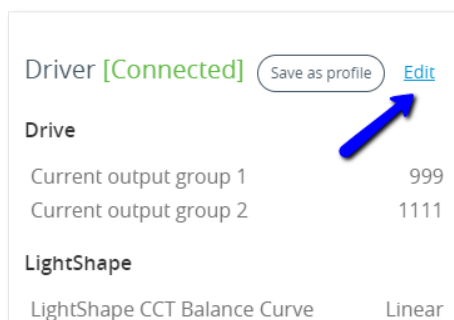 Driver [Connected] Save as profile Edit
Drive
Current output group 1 999
Current output group 2 1111
LightShape
LightShape CCT Balance Curve Linear